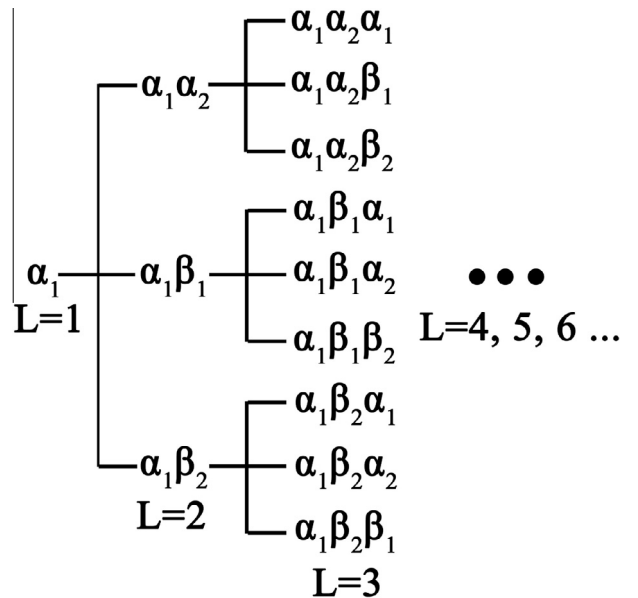 α₁α₂α₁
α₁α₂ α₁α₂β₁
α₁α₂β₂
α₁β₁α₁
α₁ α₁β₁ α₁β₁α₂ •••
L=1 L=4, 5, 6 ...
α₁β₁β₂
α₁β₂α₁
α₁β₂ α₁β₂α₂
L=2
α₁β₂β₁
L=3